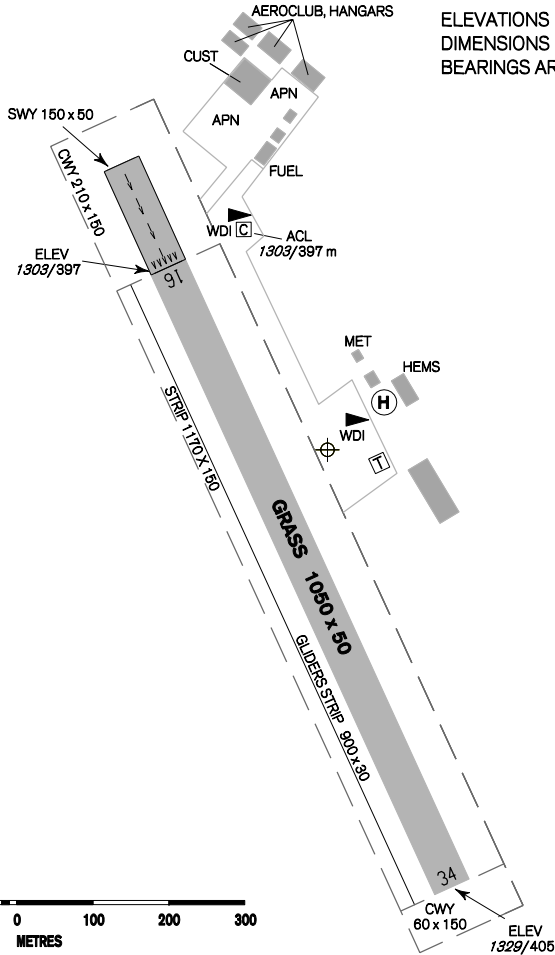 AEROCLUB, HANGARS
ELEVATIONS
DIMENSIONS
BEARINGS AR
CUST
APN
APN
SWY 150 x 50
FUEL
CWY 210 x 150
WDI C
ACL
1303/397 m
ELEV
1303/397
16
MET
HEMS
H
WDI
T
STRIP 1170 X 150
GRASS 1050 x 50
GLIDERS STRIP 900 x 30
34
CWY
60 x 150
ELEV
1329/405
0 100 200 300
METRES